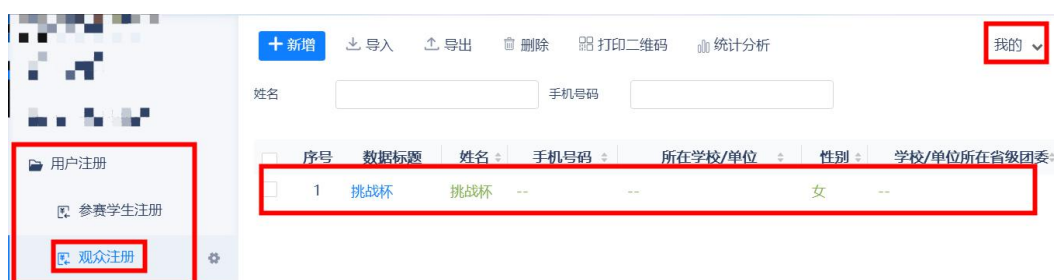 新增 导入 导出 删除 打印二维码 统计分析 我的
姓名 手机号码
用户注册
序号 数据标题 姓名 手机号码 所在学校/单位 性别 学校/单位所在省级团委
1 挑战杯 挑战杯 -- -- 女 --
参赛学生注册
观众注册